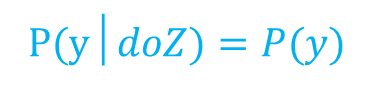 P(y|doZ) = P(y)